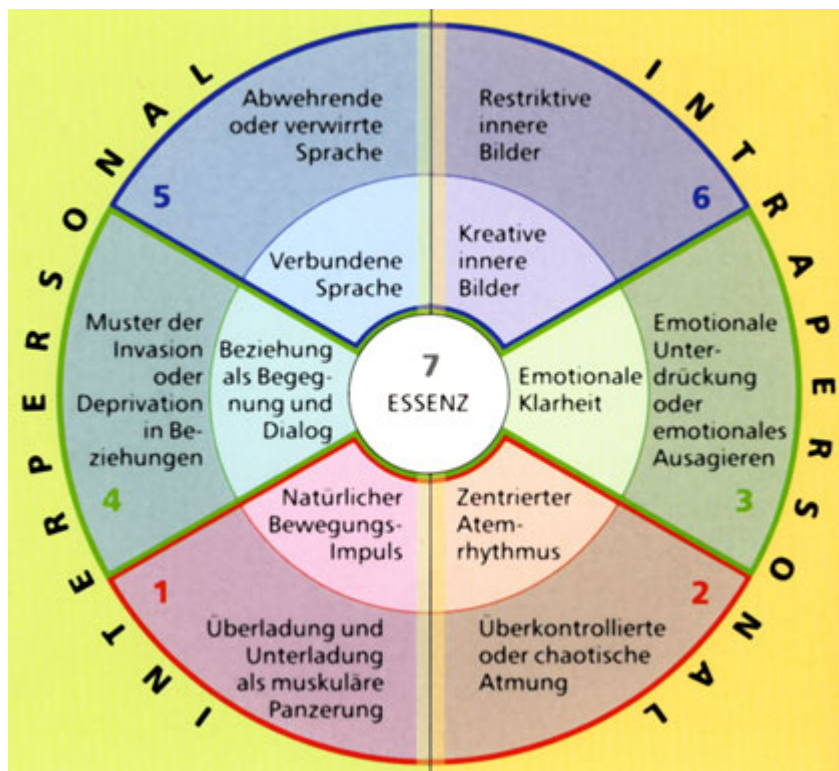 INTERPERSONAL
INTRAPERSONAL
Abwehrende
oder verwirrte
Sprache
5
Restriktive
innere
Bilder
6
Verbundene
Sprache
Kreative
innere
Bilder
Muster der
Invasion
oder
Deprivation
in Be-
ziehungen
4
Beziehung
als Begeg-
nung und
Dialog
7
ESSENZ
Emotionale
Klarheit
Emotionale
Unter-
drückung
oder
emotionales
Ausagieren
3
Natürlicher
Bewegungs-
Impuls
Zentrierter
Atem-
rhythmus
1
Überladung und
Unterladung
als muskuläre
Panzerung
2
Überkontrollierte
oder chaotische
Atmung